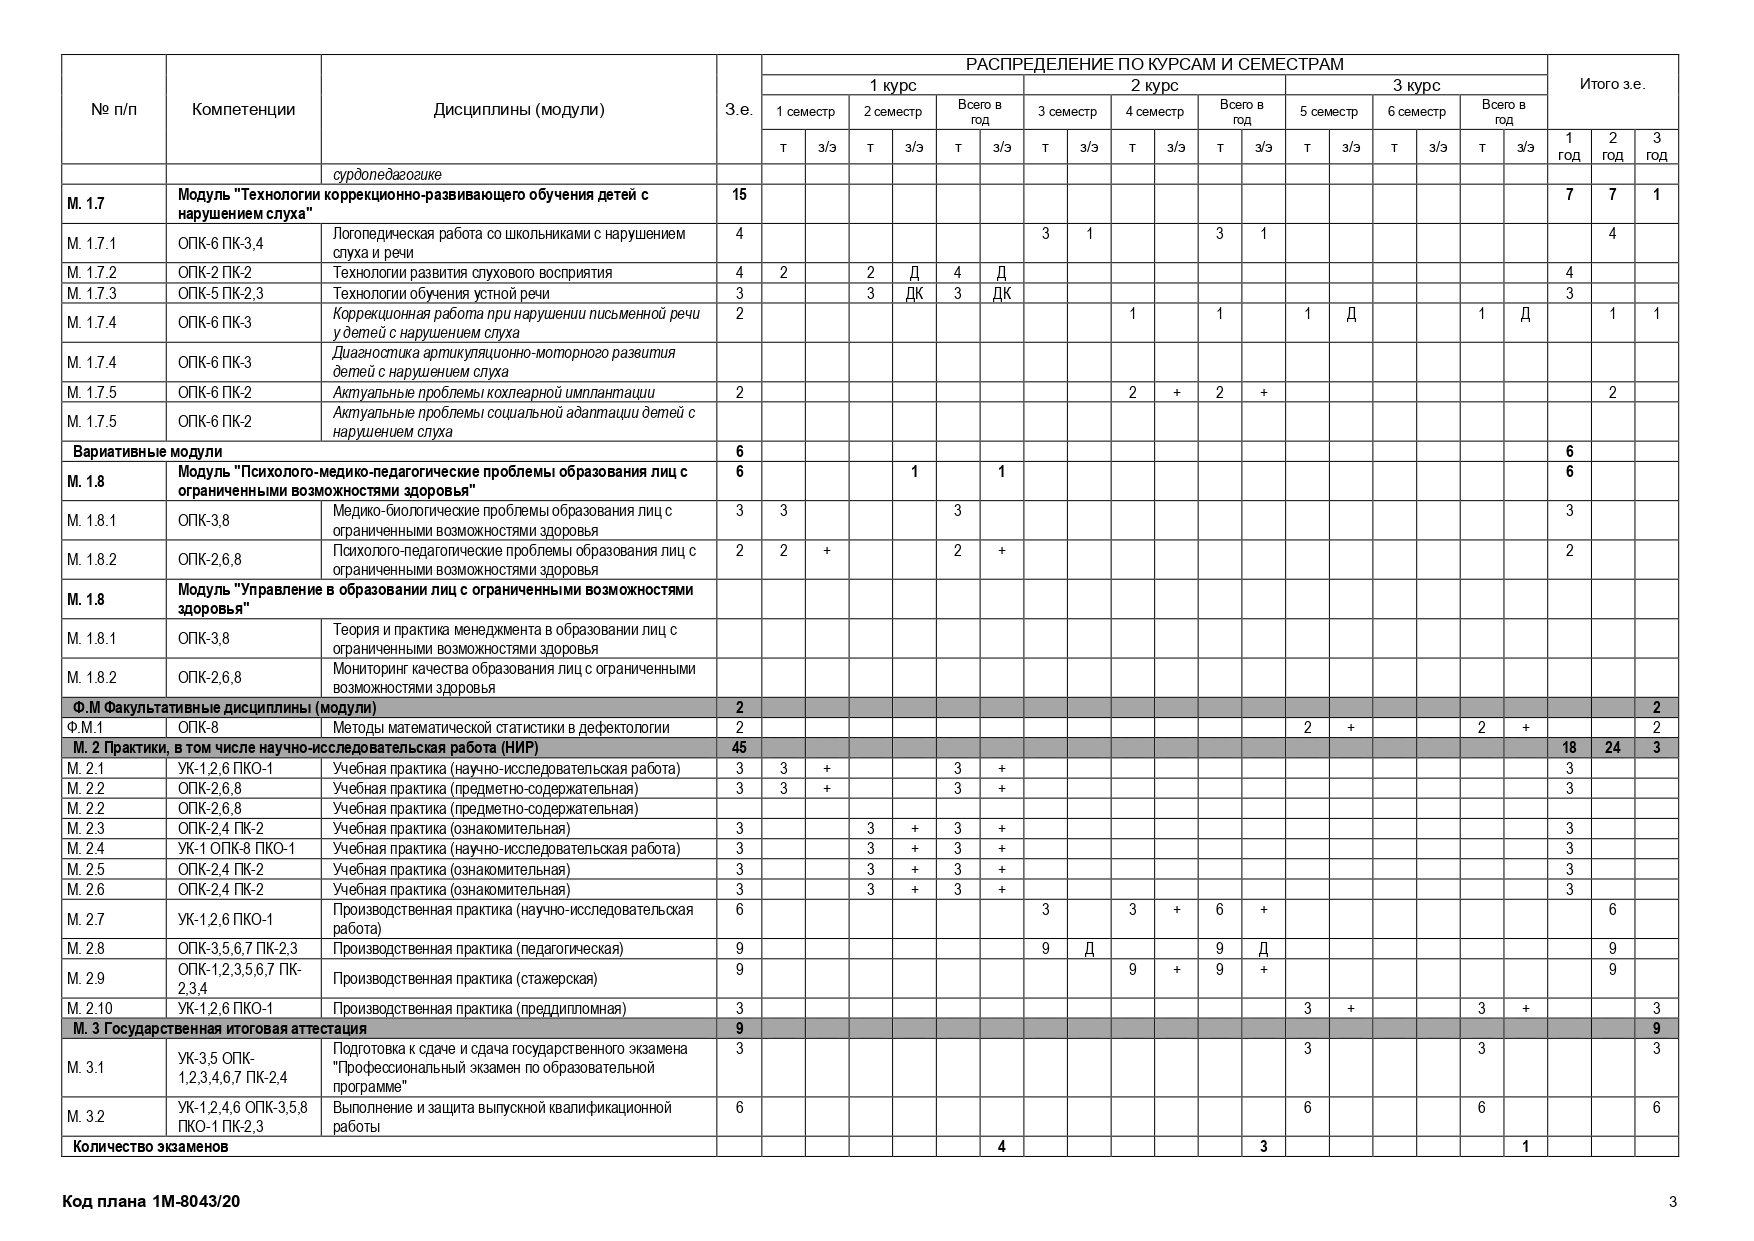 РАСПРЕДЕЛЕНИЕ ПО КУРСАМ И СЕМЕСТРАМ
№ п/п Компетенции Дисциплины (модули) З.е. 1 курс 2 курс 3 курс Итого з.е.
1 семестр 2 семестр Всего в год 3 семестр 4 семестр Всего в год 5 семестр 6 семестр Всего в год
т з/э т з/э т з/э т з/э т з/э т з/э т з/э т з/э т з/э 1 год 2 год 3 год
сурдопедагогике
М. 1.7 Модуль "Технологии коррекционно-развивающего обучения детей с 15 7 7 1
нарушением слуха"
М. 1.7.1 ОПК-6 ПК-3,4 Логопедическая работа со школьниками с нарушением 4 3 1 3 1 4
слуха и речи
М. 1.7.2 ОПК-2 ПК-2 Технологии развития слухового восприятия 4 2 2 Д 4 Д 4
М. 1.7.3 ОПК-5 ПК-2,3 Технологии обучения устной речи 3 3 ДК 3 ДК 3
М. 1.7.4 ОПК-6 ПК-3 Коррекционная работа при нарушении письменной речи 2 1 1 1 Д 1 Д 1 1
у детей с нарушением слуха
М. 1.7.4 ОПК-6 ПК-3 Диагностика артикуляционно-моторного развития
детей с нарушением слуха
М. 1.7.5 ОПК-6 ПК-2 Актуальные проблемы кохлеарной имплантации 2 2 + 2 + 2
М. 1.7.5 ОПК-6 ПК-2 Актуальные проблемы социальной адаптации детей с
нарушением слуха
Вариативные модули 6 6
М. 1.8 Модуль "Психолого-медико-педагогические проблемы образования лиц с 6 1 1 6
ограниченными возможностями здоровья"
М. 1.8.1 ОПК-3,8 Медико-биологические проблемы образования лиц с 3 3 3 3
ограниченными возможностями здоровья
М. 1.8.2 ОПК-2,6,8 Психолого-педагогические проблемы образования лиц с 2 2 + 2 + 2
ограниченными возможностями здоровья
М. 1.8 Модуль "Управление в образовании лиц с ограниченными возможностями
здоровья"
М. 1.8.1 ОПК-3,8 Теория и практика менеджмента в образовании лиц с
ограниченными возможностями здоровья
М. 1.8.2 ОПК-2,6,8 Мониторинг качества образования лиц с ограниченными
возможностями здоровья
Ф.М Факультативные дисциплины (модули) 2 2
Ф.М.1 ОПК-8 Методы математической статистики в дефектологии 2 2 + 2 + 2
М. 2 Практики, в том числе научно-исследовательская работа (НИР) 45 18 24 3
М. 2.1 УК-1,2,6 ПКО-1 Учебная практика (научно-исследовательская работа) 3 3 + 3 + 3
М. 2.2 ОПК-2,6,8 Учебная практика (предметно-содержательная) 3 3 + 3 + 3
М. 2.2 ОПК-2,6,8 Учебная практика (предметно-содержательная)
М. 2.3 ОПК-2,4 ПК-2 Учебная практика (ознакомительная) 3 3 + 3 + 3
М. 2.4 УК-1 ОПК-8 ПКО-1 Учебная практика (научно-исследовательская работа) 3 3 + 3 + 3
М. 2.5 ОПК-2,4 ПК-2 Учебная практика (ознакомительная) 3 3 + 3 + 3
М. 2.6 ОПК-2,4 ПК-2 Учебная практика (ознакомительная) 3 3 + 3 + 3
М. 2.7 УК-1,2,6 ПКО-1 Производственная практика (научно-исследовательская 6 3 3 + 6 + 6
работа)
М. 2.8 ОПК-3,5,6,7 ПК-2,3 Производственная практика (педагогическая) 9 9 Д 9 Д 9
М. 2.9 ОПК-1,2,3,5,6,7 ПК-2,3,4 Производственная практика (стажерская) 9 9 + 9 + 9
М. 2.10 УК-1,2,6 ПКО-1 Производственная практика (преддипломная) 3 3 + 3 + 3
М. 3 Государственная итоговая аттестация 9 9
М. 3.1 УК-3,5 ОПК-1,2,3,4,6,7 ПК-2,4 Подготовка к сдаче и сдача государственного экзамена 3 3 3 3
"Профессиональный экзамен по образовательной
программе"
М. 3.2 УК-1,2,4,6 ОПК-3,5,8 Выполнение и защита выпускной квалификационной 6 6 6 6
ПКО-1 ПК-2,3 работы
Количество экзаменов 4 3 1
Код плана 1М-8043/20 3